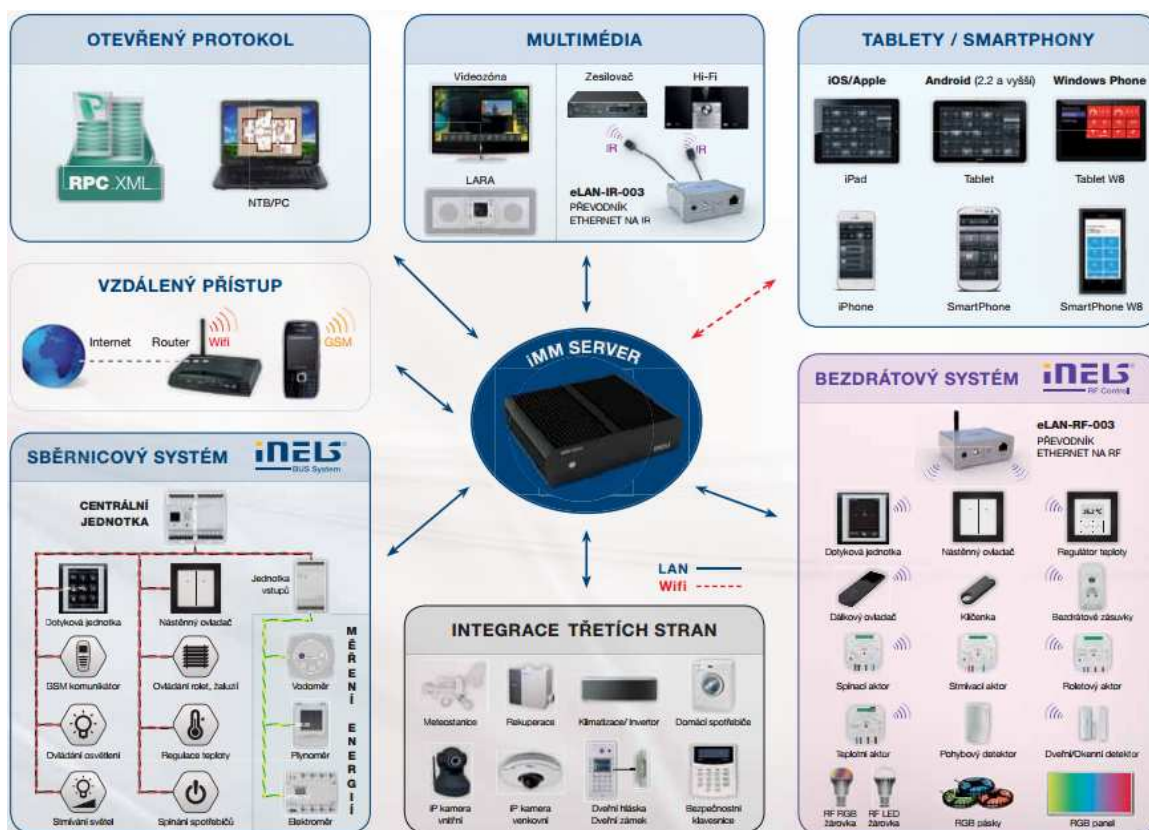 OTEVŘENÝ PROTOKOL
RPC XML
NTB/PC
MULTIMÉDIA
Videozóna
Zesilovač
Hi-Fi
IR
IR
LARA
eLAN-IR-003
PŘEVODNÍK
ETHERNET NA IR
TABLETY / SMARTPHONY
iOS/Apple
Android (2.2 a vyšší)
Windows Phone
iPad
Tablet
Tablet W8
iPhone
SmartPhone
SmartPhone W8
VZDÁLENÝ PŘÍSTUP
Internet
Router
Wifi
GSM
iMM SERVER
LAN
Wifi
SBĚRNICOVÝ SYSTÉM
iNELS
BUS System
CENTRÁLNÍ
JEDNOTKA
Dotyková jednotka
Nástěnný ovladač
Jednotka
vstupů
GSM komunikátor
Ovládání rolet, žaluzií
Vodoměr
Ovládání osvětlení
Regulace teploty
Plynoměr
Stmívání světel
Spínání spotřebičů
Elektroměr
MĚŘENÍ ENERGIÍ
INTEGRACE TŘETÍCH STRAN
Meteostanice
Rekuperace
Klimatizace/ Invertor
Domácí spotřebiče
IP kamera
vnitřní
IP kamera
venkovní
Dveřní hláska
Dveřní zámek
Bezpečnostní
klavesnice
BEZDRÁTOVÝ SYSTÉM
iNELS
RF Control
eLAN-RF-003
PŘEVODNÍK
ETHERNET NA RF
Dotyková jednotka
Nástěnný ovladač
Regulátor teploty
Dálkový ovladač
Klíčenka
Bezdrátové zásuvky
Spínací aktor
Stmívací aktor
Roletový aktor
Teplotní aktor
Pohybový detektor
Dveřní/Okenní detektor
RF RGB
žárovka
RF LED
žárovka
RGB pásky
RGB panel